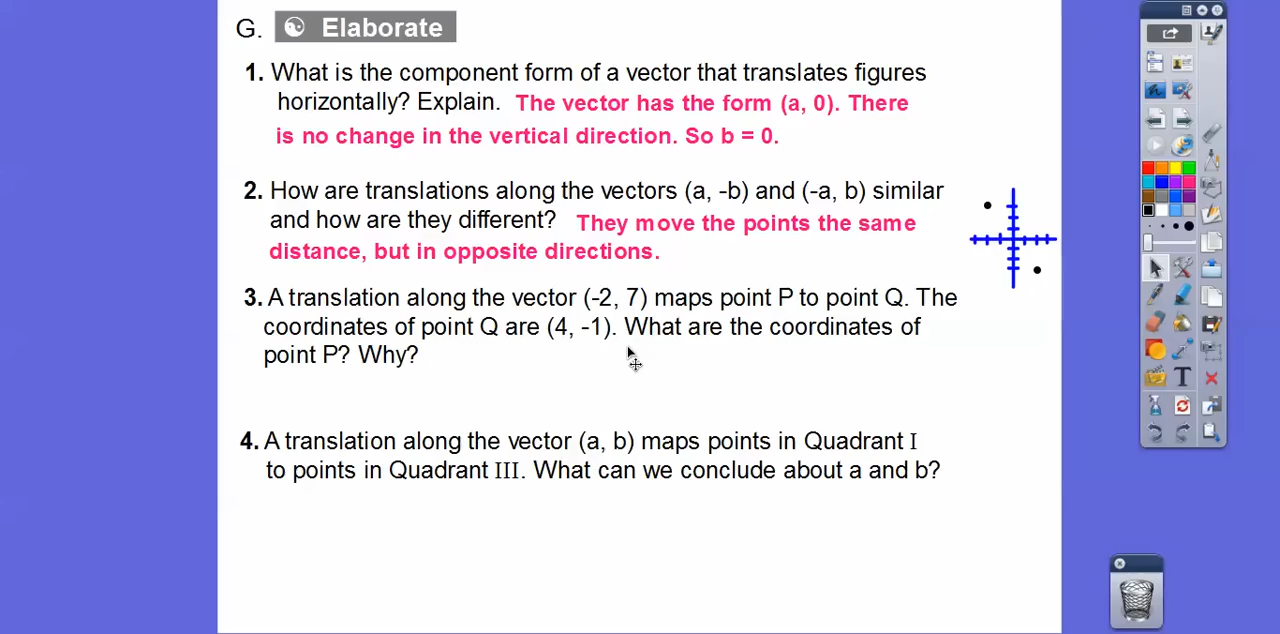 G. Elaborate
1. What is the component form of a vector that translates figures
horizontally? Explain. The vector has the form (a, 0). There
is no change in the vertical direction. So b = 0.
2. How are translations along the vectors (a, -b) and (-a, b) similar
and how are they different? They move the points the same
distance, but in opposite directions.
3. A translation along the vector (-2, 7) maps point P to point Q. The
coordinates of point Q are (4, -1). What are the coordinates of
point P? Why?
4. A translation along the vector (a, b) maps points in Quadrant I
to points in Quadrant III. What can we conclude about a and b?
T